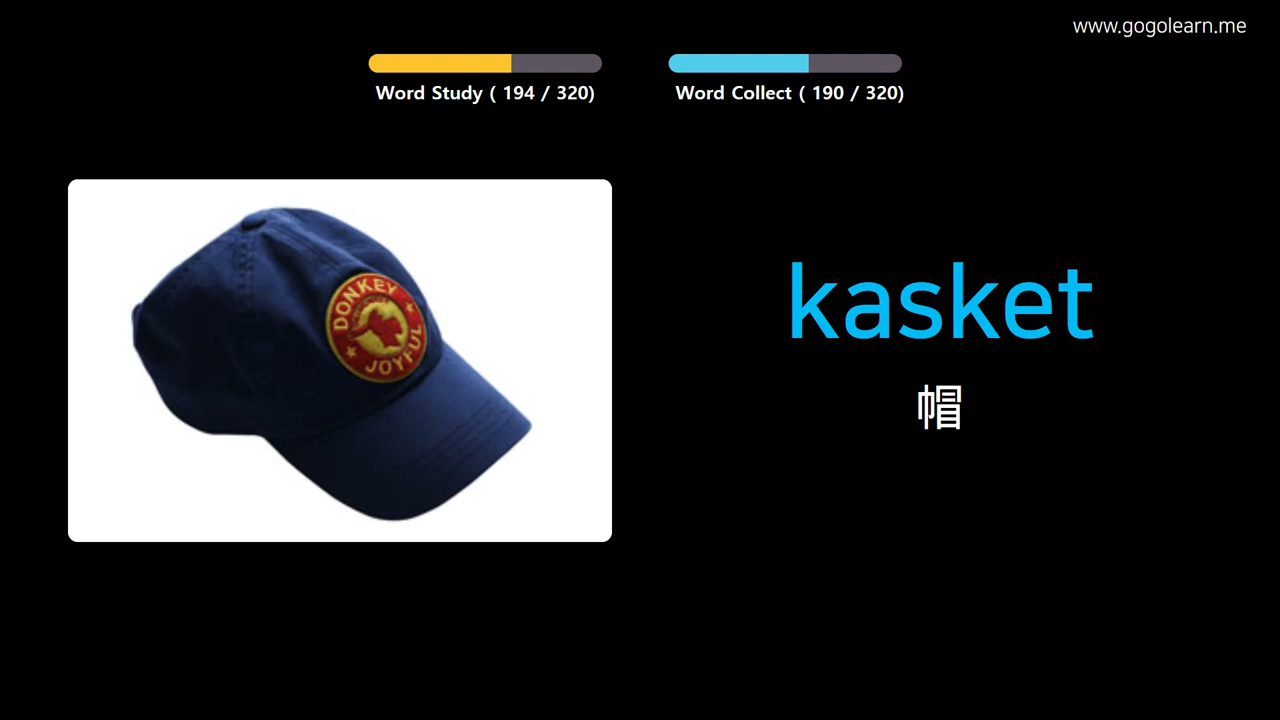 www.gogolearn.me
Word Study ( 194 / 320)
Word Collect ( 190 / 320)
DONKEY
JOYFUL
kasket
帽